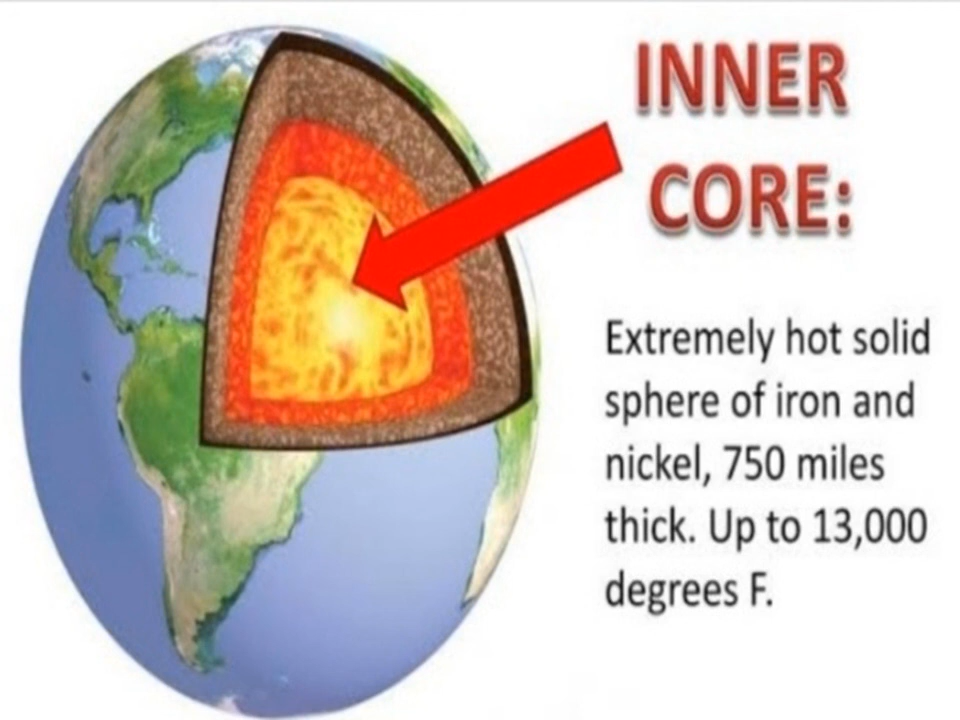 INNER
CORE:
Extremely hot solid
sphere of iron and
nickel, 750 miles
thick. Up to 13,000
degrees F.